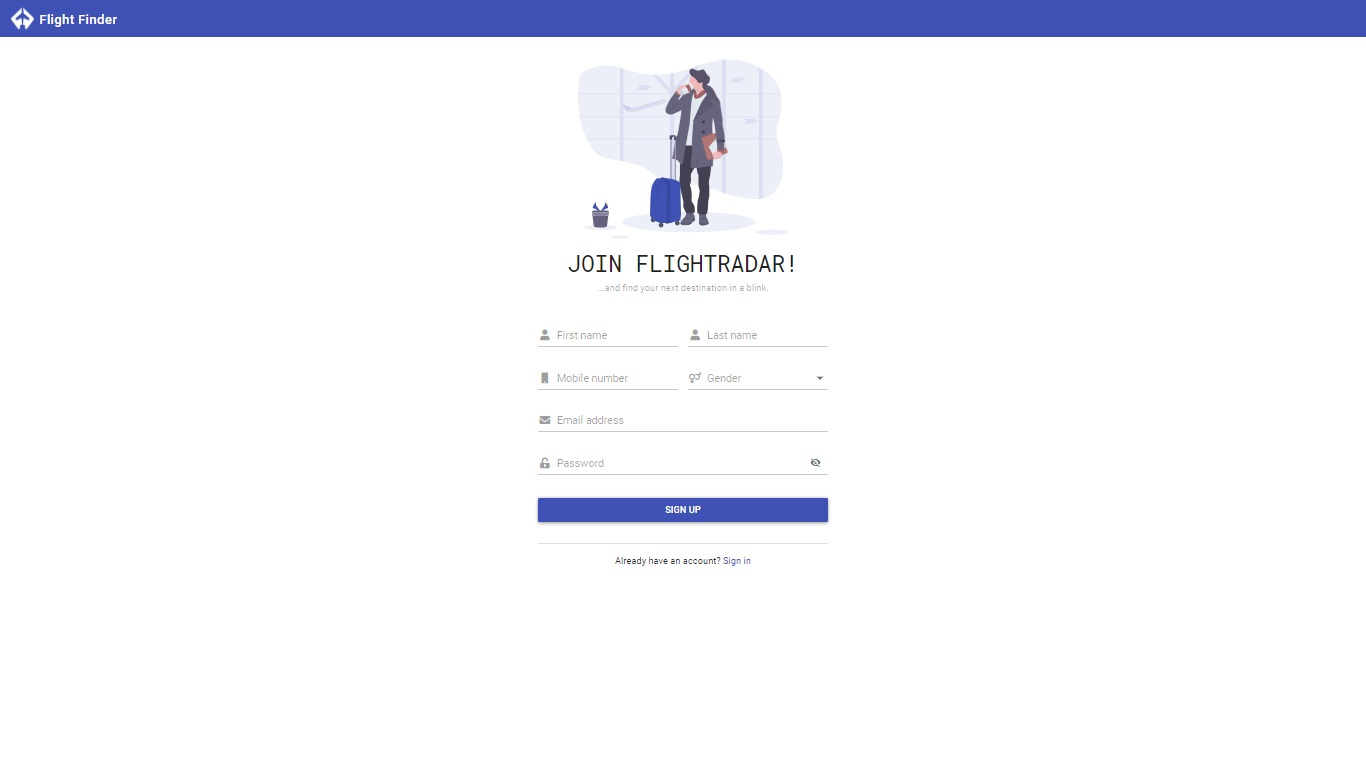 Flight Finder
JOIN FLIGHTRADAR!
...and find your next destination in a blink.
First name
Last name
Mobile number
Gender
Email address
Password
SIGN UP
Already have an account? Sign in